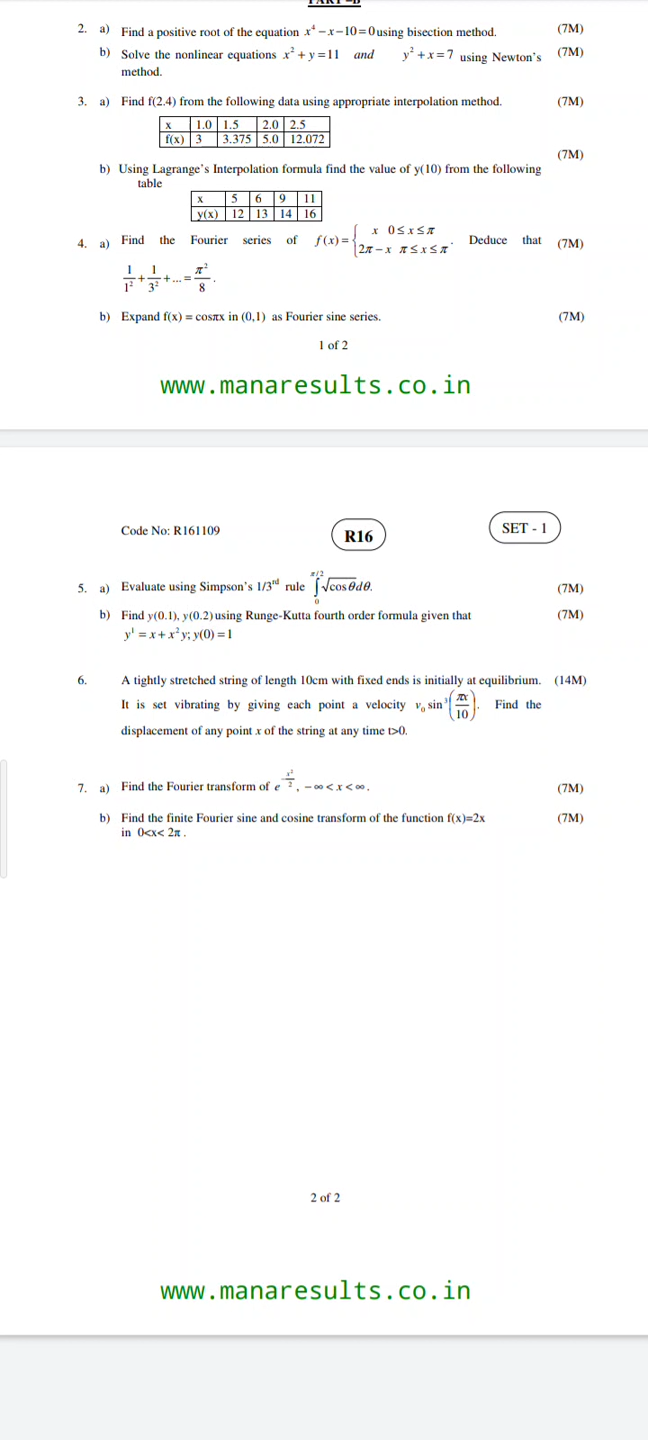 PART -B
2. a) Find a positive root of the equation x⁴ − x − 10 = 0 using bisection method. (7M)
b) Solve the nonlinear equations x² + y = 11 and y² + x = 7 using Newton's (7M)
method.
3. a) Find f(2.4) from the following data using appropriate interpolation method. (7M)
x 1.0 1.5 2.0 2.5
f(x) 3 3.375 5.0 12.072
(7M)
b) Using Lagrange's Interpolation formula find the value of y(10) from the following
table
x 5 6 9 11
y(x) 12 13 14 16
4. a) Find the Fourier series of f(x) = { x 0 ≤ x ≤ π; 2π − x π ≤ x ≤ π . Deduce that (7M)
1/1² + 1/3² + ... = π²/8 .
b) Expand f(x) = cosπx in (0,1) as Fourier sine series. (7M)
1 of 2
www.manaresults.co.in
Code No: R161109 R16 SET - 1
5. a) Evaluate using Simpson's 1/3ʳᵈ rule ∫₀^(π/2) √cosθ dθ. (7M)
b) Find y(0.1), y(0.2) using Runge-Kutta fourth order formula given that (7M)
y¹ = x + x² y; y(0) = 1
6. A tightly stretched string of length 10cm with fixed ends is initially at equilibrium. (14M)
It is set vibrating by giving each point a velocity v₀ sin³(πx/10). Find the
displacement of any point x of the string at any time t>0.
7. a) Find the Fourier transform of e^(−x²/2), −∞ < x < ∞. (7M)
b) Find the finite Fourier sine and cosine transform of the function f(x)=2x (7M)
in 0<x< 2π .
2 of 2
www.manaresults.co.in